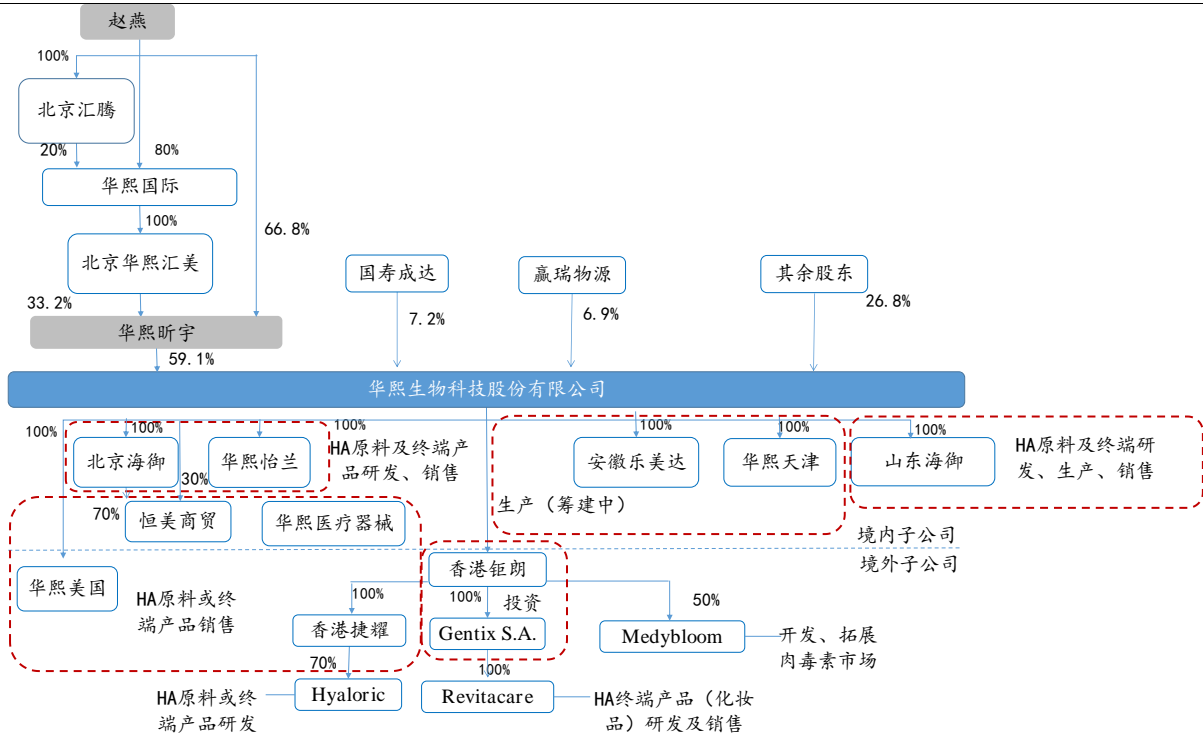 赵燕
100%
北京汇腾
20%
80%
华熙国际
100%
66.8%
北京华熙汇美
国寿成达
赢瑞物源
其余股东
33.2%
7.2%
6.9%
26.8%
华熙昕宇
59.1%
华熙生物科技股份有限公司
100%
100%
100%
100%
100%
100%
北京海御
华熙怡兰
HA原料及终端产
品研发、销售
安徽乐美达
华熙天津
山东海御
HA原料及终端研
发、生产、销售
30%
70%
恒美商贸
华熙医疗器械
生产（筹建中）
境内子公司
境外子公司
华熙美国
HA原料或终
端产品销售
香港钜朗
100%
100%
投资
50%
香港捷耀
Gentix S.A.
Medybloom
开发、拓展
肉毒素市场
70%
100%
HA原料或终
端产品研发
Hyaloric
Revitacare
HA终端产品（化妆
品）研发及销售